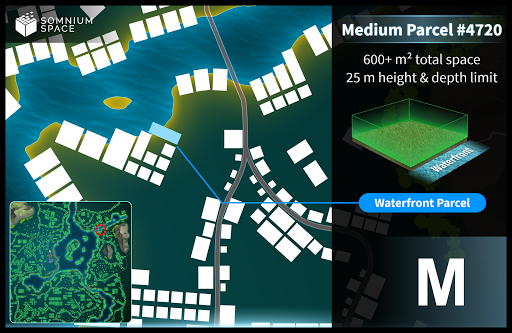 SOMNIUM
SPACE
Medium Parcel #4720
600+ m² total space
25 m height & depth limit
Waterfront
Waterfront Parcel
M